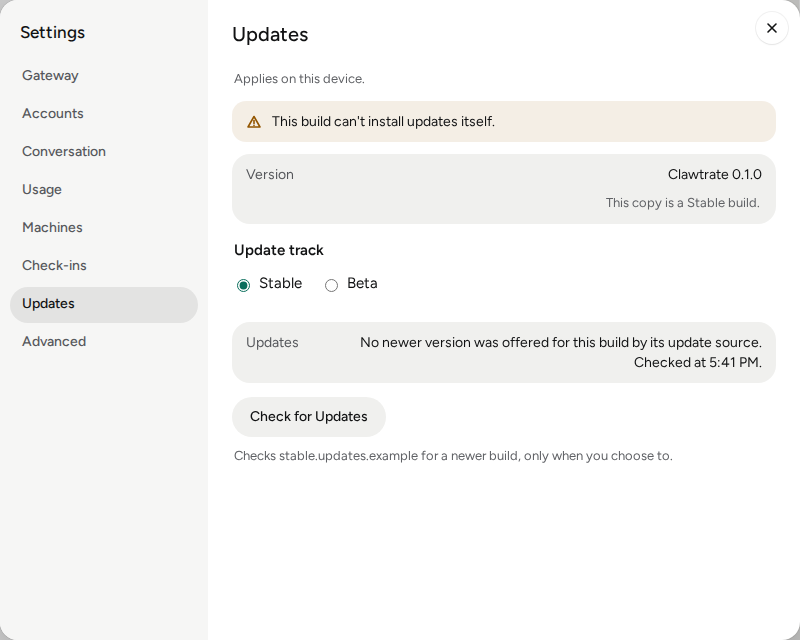 Settings
Gateway
Accounts
Conversation
Usage
Machines
Check-ins
Updates
Advanced
Updates
Applies on this device.
This build can't install updates itself.
Version
Clawtrate 0.1.0
This copy is a Stable build.
Update track
Stable
Beta
Updates
No newer version was offered for this build by its update source.
Checked at 5:41 PM.
Check for Updates
Checks stable.updates.example for a newer build, only when you choose to.